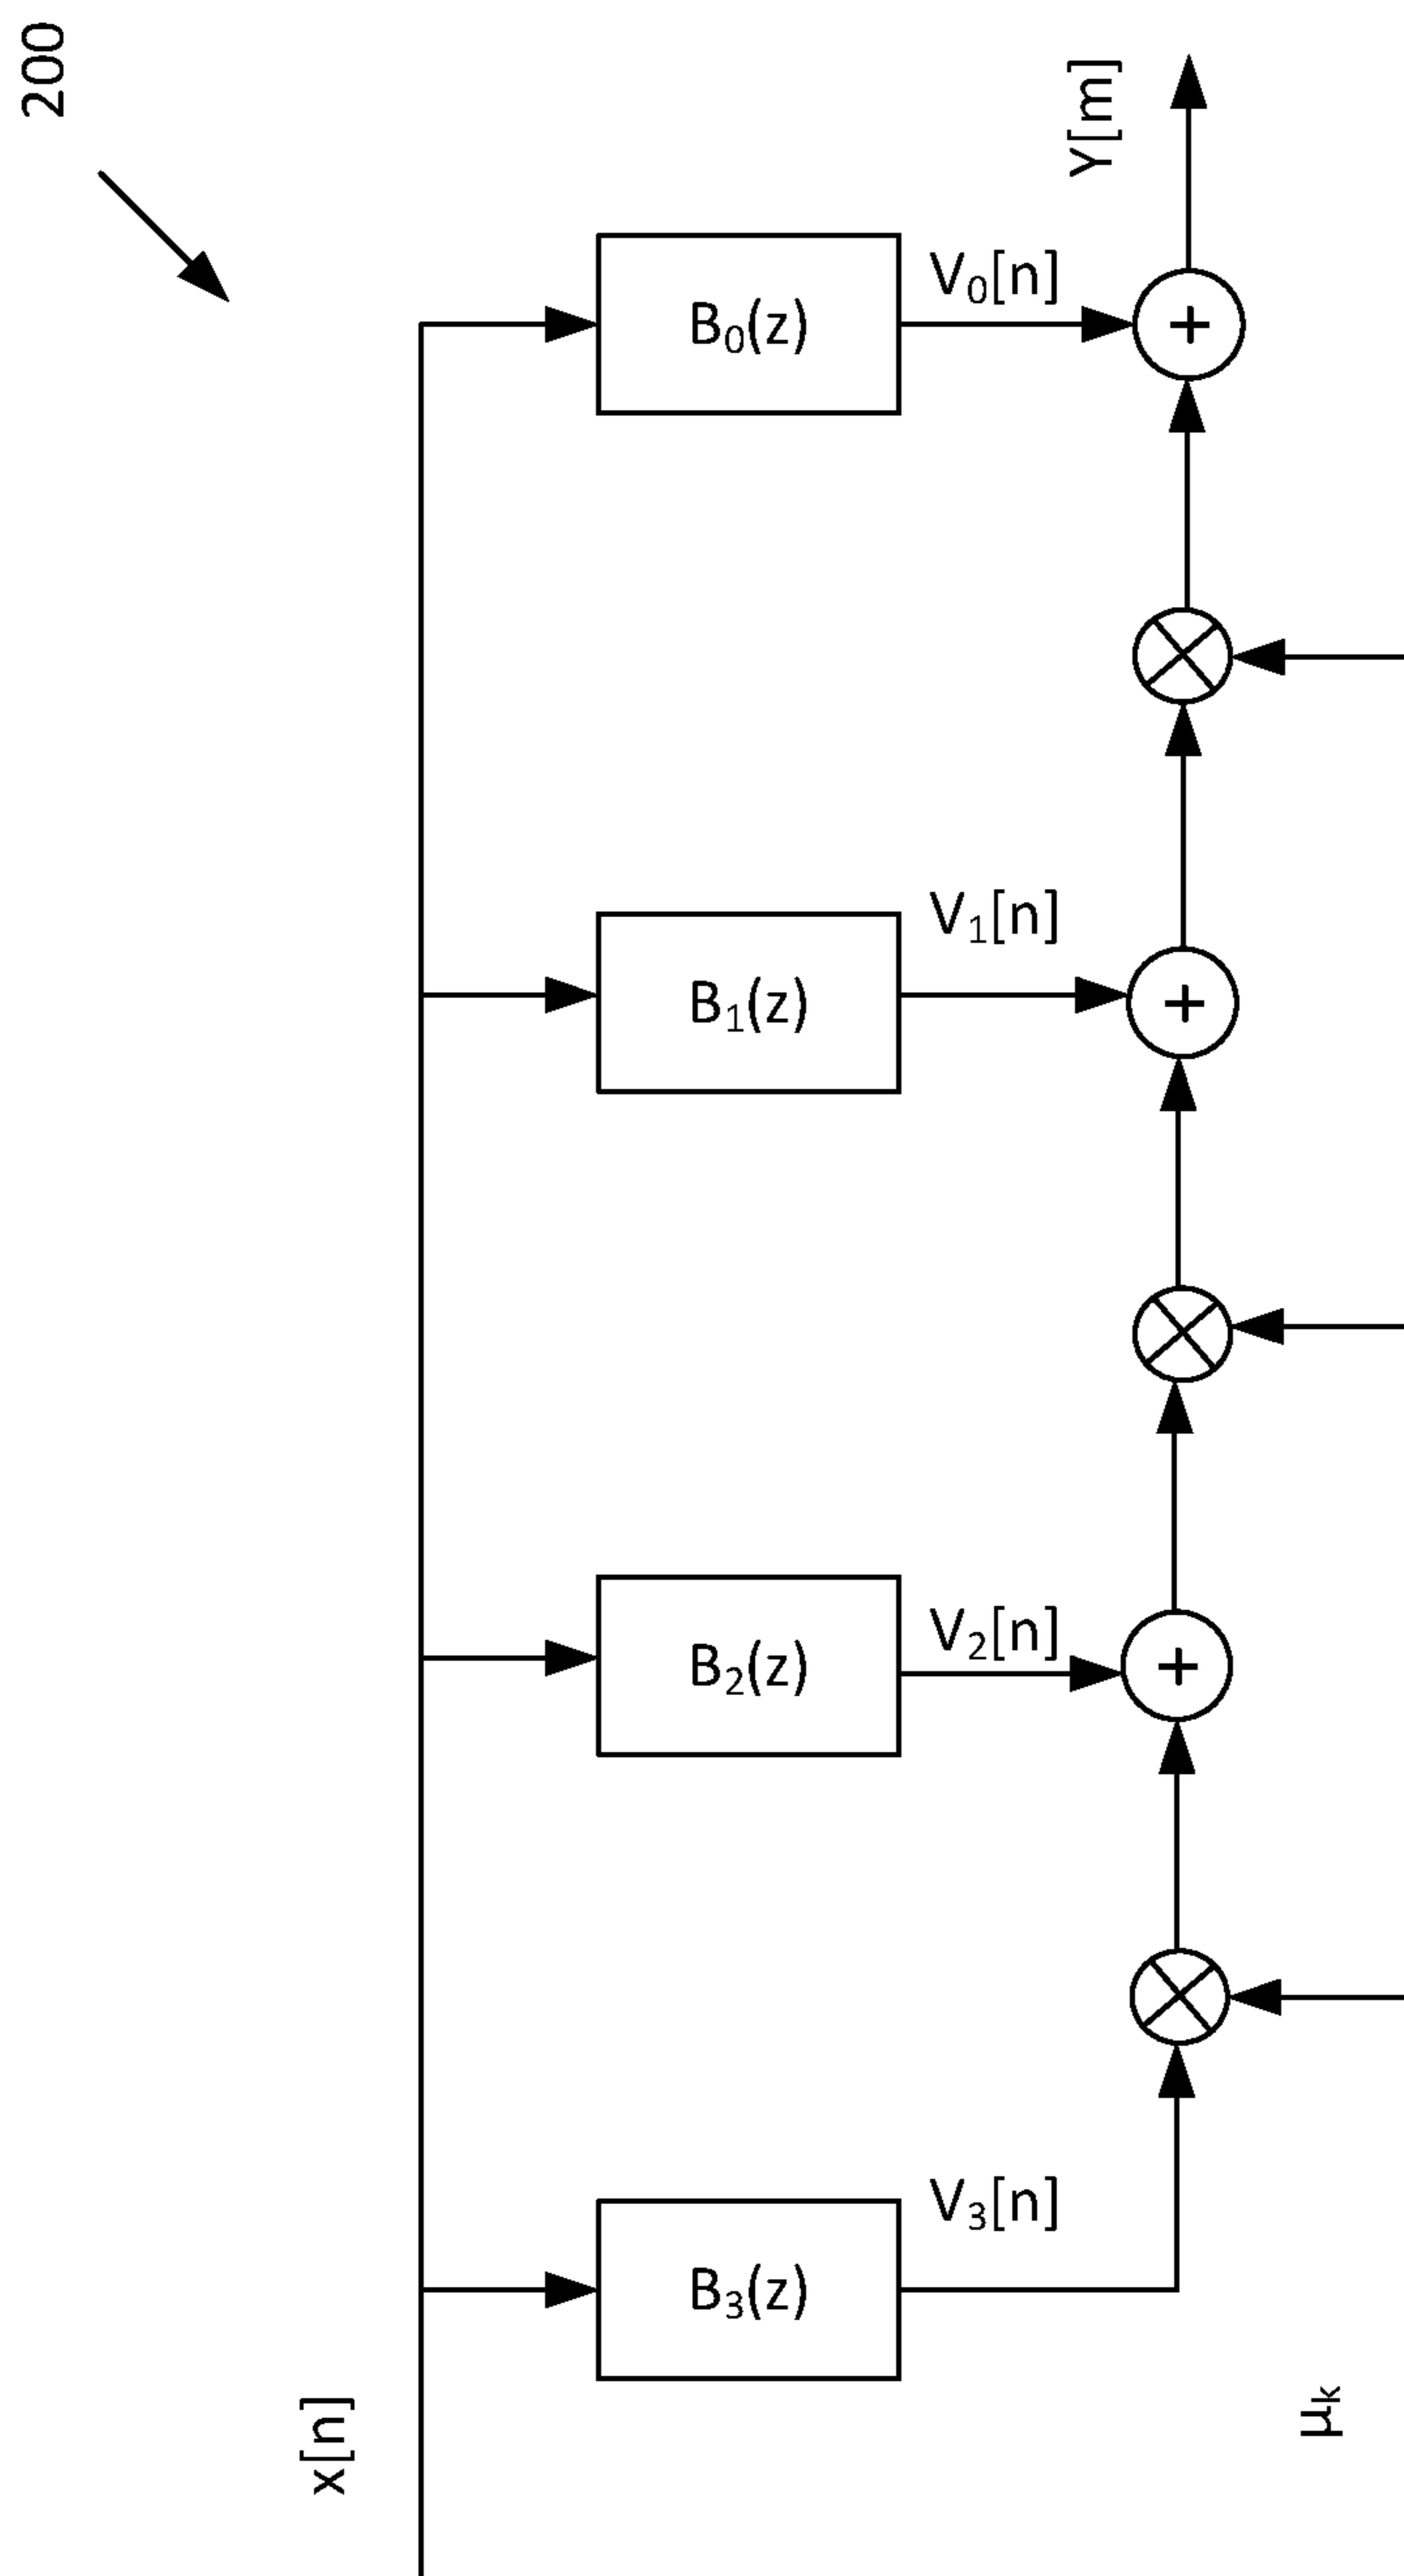 200
Y[m]
B₀(z)
V₀[n]
+
B₁(z)
V₁[n]
+
B₂(z)
V₂[n]
+
B₃(z)
V₃[n]
x[n]
μₖ